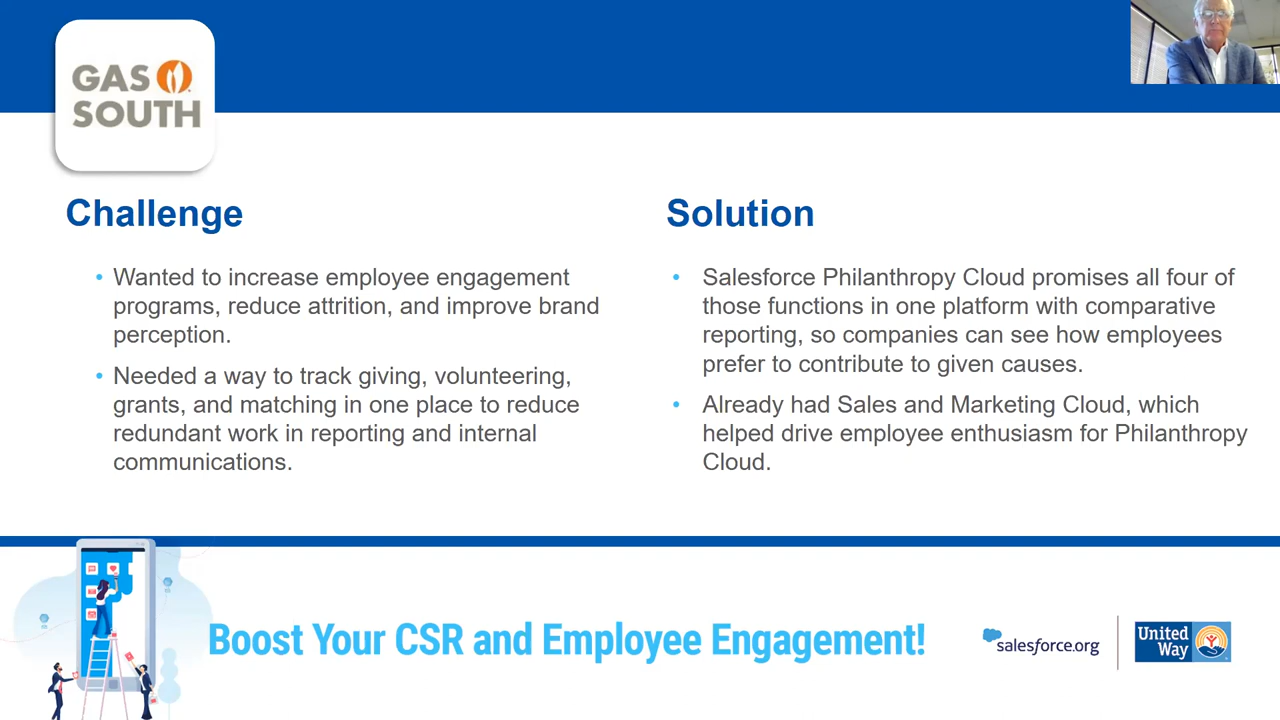 GAS
SOUTH
Challenge
• Wanted to increase employee engagement
programs, reduce attrition, and improve brand
perception.
• Needed a way to track giving, volunteering,
grants, and matching in one place to reduce
redundant work in reporting and internal
communications.
Solution
• Salesforce Philanthropy Cloud promises all four of
those functions in one platform with comparative
reporting, so companies can see how employees
prefer to contribute to given causes.
• Already had Sales and Marketing Cloud, which
helped drive employee enthusiasm for Philanthropy
Cloud.
Boost Your CSR and Employee Engagement!
salesforce.org
United
Way